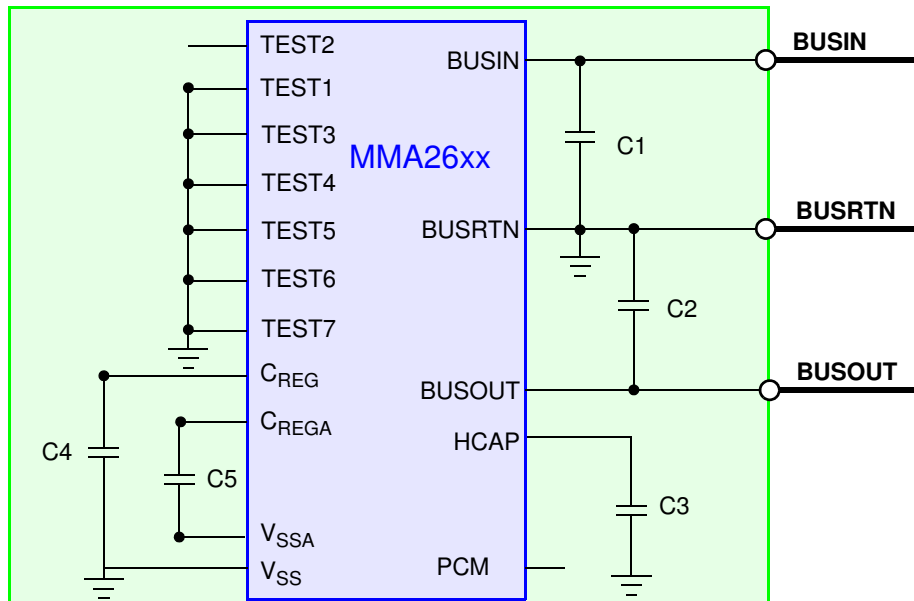 TEST2
TEST1
TEST3
TEST4
TEST5
TEST6
TEST7
CREG
CREGA
VSSA
VSS
C4
C5
MMA26xx
BUSIN
BUSRTN
BUSOUT
HCAP
PCM
C1
C2
C3
BUSIN
BUSRTN
BUSOUT